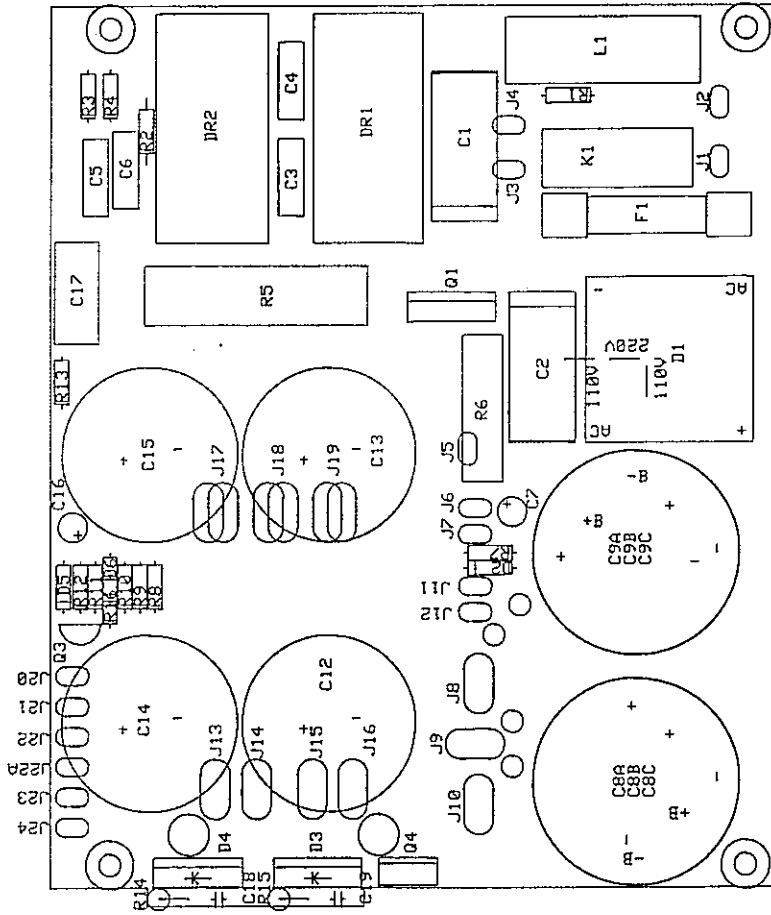 R3
R4
C5
C6
R2
DR2
C4
C3
DR1
C1
J4
J3
L1
R1
K1
J2
J1
F1
C17
R5
Q1
C2
-
AC
220V
110V
110V
D1
AC
+
R13
C16
+
+
C15
-
J17
J18
+
J19
-
C13
R6
J5
J6
J7
+
C7
J11
J12
-B
+B
+
+
C9A
C9B
C9C
-
-
D5
R12
R11
D6
R16
R10
R9
R8
Q3
J20
J21
J22
J22A
J23
J24
+
C14
-
J13
J14
C12
+
J15
-
J16
J8
J9
J10
+
+
C8A
C8B
C8C
-
+B
-
-B
D4
D3
Q4
R14
C18
R15
C19